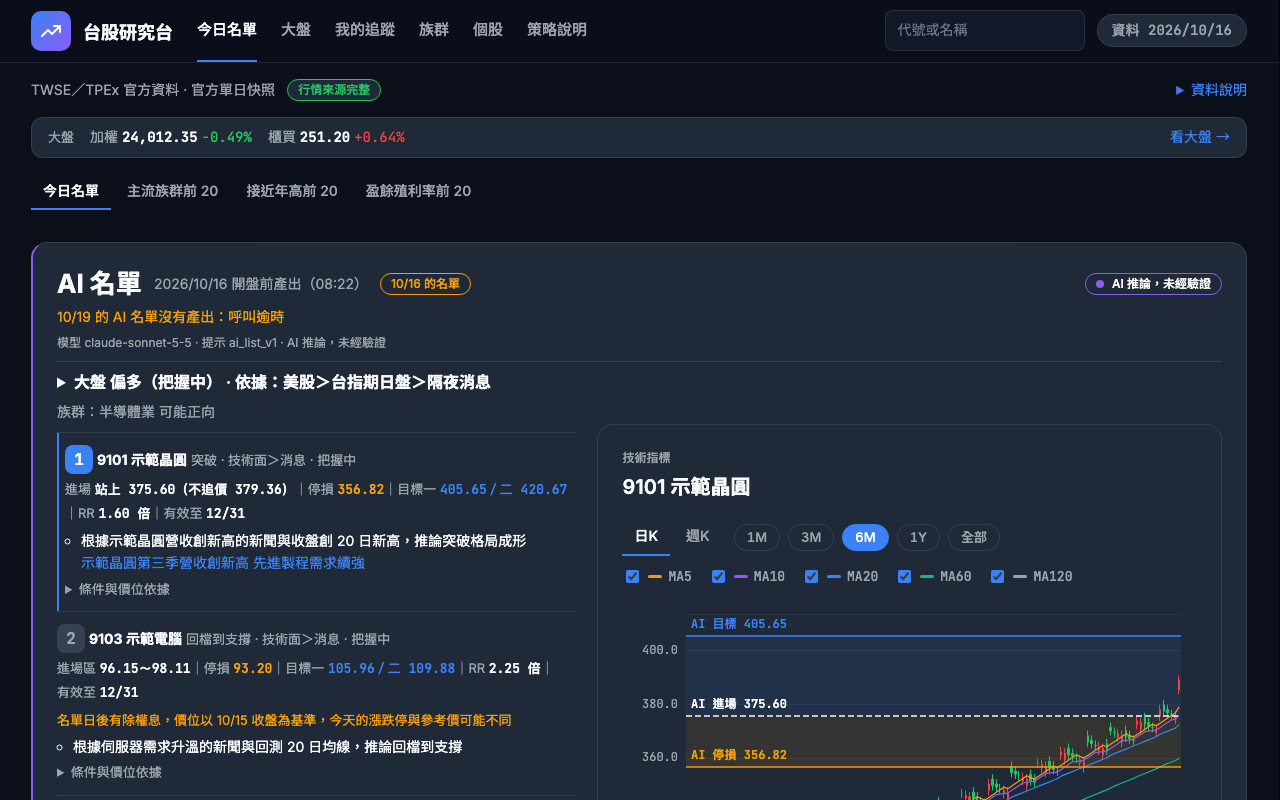 台股研究台
今日名單 大盤 我的追蹤 族群 個股 策略說明
代號或名稱
資料 2026/10/16
TWSE／TPEx 官方資料 · 官方單日快照 行情來源完整
▶ 資料說明
大盤 加權 24,012.35 -0.49% 櫃買 251.20 +0.64%
看大盤 →
今日名單 主流族群前 20 接近年高前 20 盈餘殖利率前 20
AI 名單 2026/10/16 開盤前產出（08:22） 10/16 的名單
AI 推論，未經驗證
10/19 的 AI 名單沒有產出：呼叫逾時
模型 claude-sonnet-5-5 · 提示 ai_list_v1 · AI 推論，未經驗證
▶ 大盤 偏多（把握中） · 依據：美股＞台指期日盤＞隔夜消息
族群：半導體業 可能正向
1 9101 示範晶圓 突破 · 技術面＞消息 · 把握中
進場 站上 375.60（不追價 379.36）｜停損 356.82｜目標一 405.65 / 二 420.67
｜RR 1.60 倍｜有效至 12/31
根據示範晶圓營收創新高的新聞與收盤創 20 日新高，推論突破格局成形
示範晶圓第三季營收創新高 先進製程需求續強
▶ 條件與價位依據
2 9103 示範電腦 回檔到支撐 · 技術面＞消息 · 把握中
進場區 96.15～98.11｜停損 93.20｜目標一 105.96 / 二 109.88｜RR 2.25 倍｜
有效至 12/31
名單日後有除權息，價位以 10/15 收盤為基準，今天的漲跌停與參考價可能不同
根據伺服器需求升溫的新聞與回測 20 日均線，推論回檔到支撐
▶ 條件與價位依據
技術指標
9101 示範晶圓
日K 週K 1M 3M 6M 1Y 全部
MA5 MA10 MA20 MA60 MA120
AI 目標 405.65
400.0
380.0
AI 進場 375.60
AI 停損 356.82
360.0